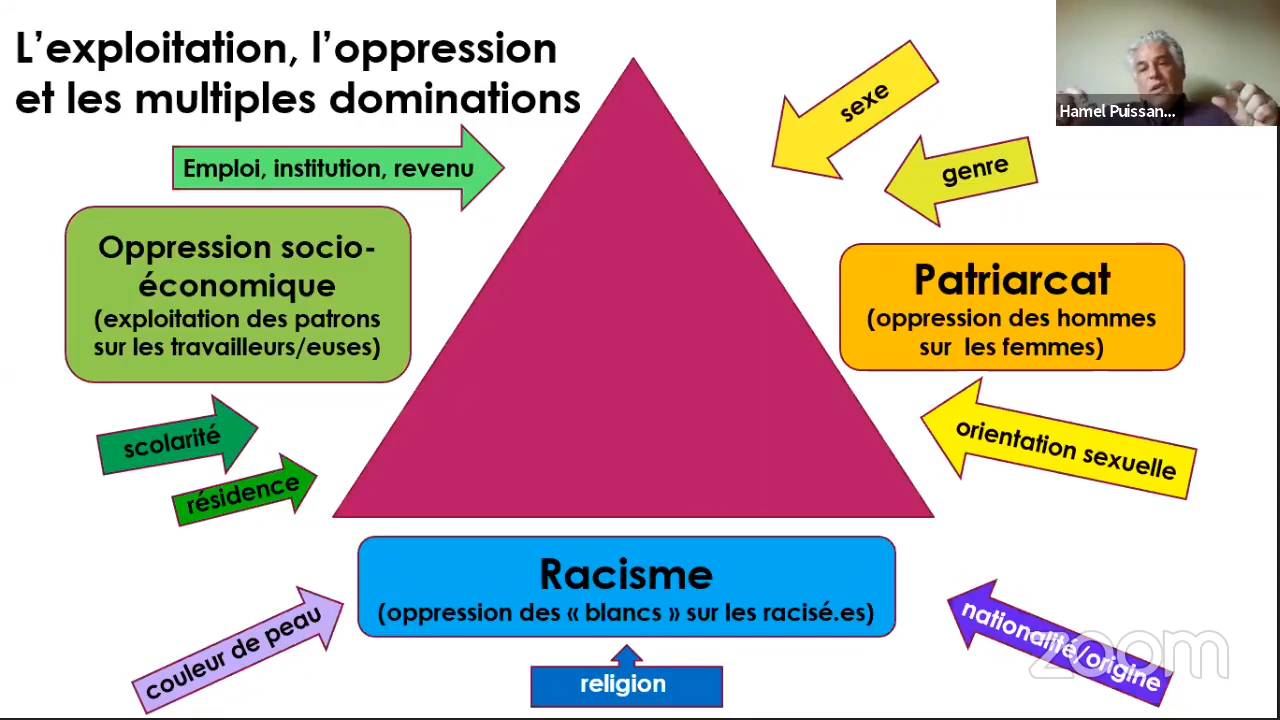 L'exploitation, l'oppression
et les multiples dominations
Emploi, institution, revenu
sexe
genre
Hamel Puissan...
Oppression socio-
économique
(exploitation des patrons
sur les travailleurs/euses)
Patriarcat
(oppression des hommes
sur les femmes)
scolarité
résidence
orientation sexuelle
Racisme
(oppression des « blancs » sur les racisé.es)
couleur de peau
religion
nationalité/origine
zoom